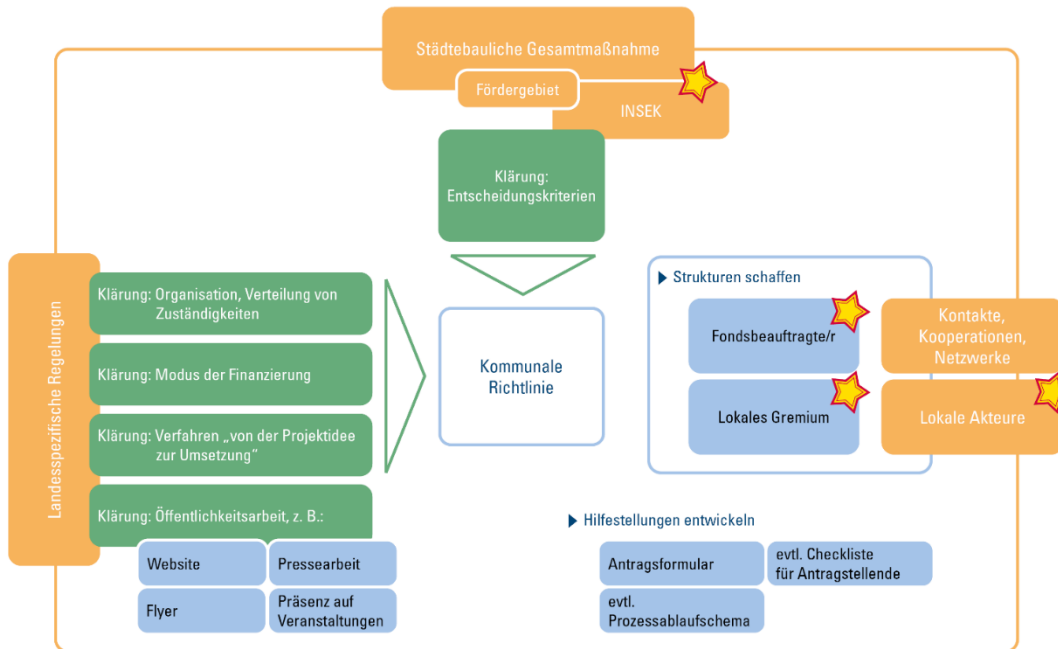 Städtebauliche Gesamtmaßnahme
Fördergebiet
INSEK
Klärung:
Entscheidungskriterien
Landesspezifische Regelungen
Klärung: Organisation, Verteilung von
Zuständigkeiten
Klärung: Modus der Finanzierung
Klärung: Verfahren „von der Projektidee
zur Umsetzung“
Klärung: Öffentlichkeitsarbeit, z. B.:
Website
Pressearbeit
Flyer
Präsenz auf
Veranstaltungen
Kommunale
Richtlinie
Strukturen schaffen
Fondsbeauftragte/r
Kontakte,
Kooperationen,
Netzwerke
Lokales Gremium
Lokale Akteure
Hilfestellungen entwickeln
Antragsformular
evtl. Checkliste
für Antragstellende
evtl.
Prozessablaufschema